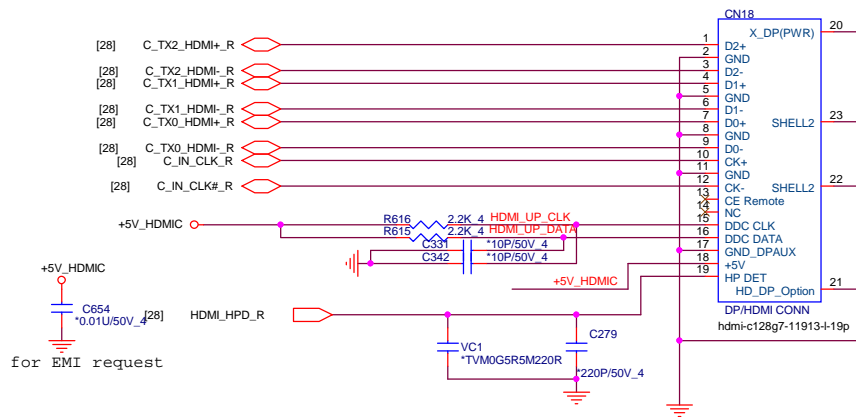 CN18
[28] C_TX2_HDMI+_R 1 D2+ X_DP(PWR) 20
2 GND
[28] C_TX2_HDMI-_R 3 D2-
[28] C_TX1_HDMI+_R 4 D1+
5 GND
[28] C_TX1_HDMI-_R 6 D1-
[28] C_TX0_HDMI+_R 7 D0+ SHELL2 23
8 GND
[28] C_TX0_HDMI-_R 9 D0-
[28] C_IN_CLK_R 10 CK+
11 GND
[28] C_IN_CLK#_R 12 CK- SHELL2 22
13 CE Remote
14 NC
+5V_HDMIC R616 2.2K_4 HDMI_UP_CLK 15 DDC CLK
R615 2.2K_4 HDMI_UP_DATA 16 DDC DATA
C331 *10P/50V_4 17 GND_DPAUX
C342 *10P/50V_4 18 +5V
+5V_HDMIC
19 HP DET
+5V_HDMIC
HD_DP_Option 21
C654
*0.01U/50V_4
[28] HDMI_HPD_R
DP/HDMI CONN
hdmi-c128g7-11913-l-19p
C279
VC1
*TVM0G5R5M220R
*220P/50V_4
for EMI request